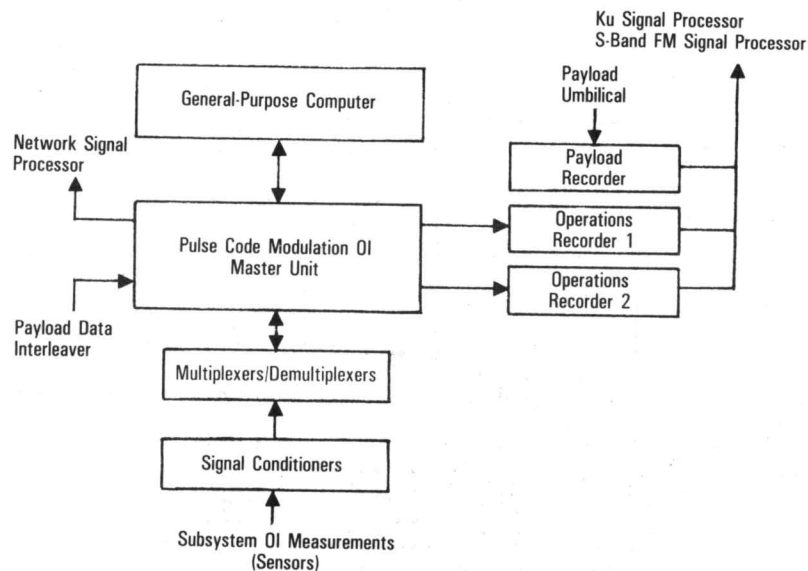 Ku Signal Processor
S-Band FM Signal Processor
Payload
Umbilical
General-Purpose Computer
Network Signal
Processor
Payload
Recorder
Pulse Code Modulation OI
Master Unit
Operations
Recorder 1
Operations
Recorder 2
Payload Data
Interleaver
Multiplexers/Demultiplexers
Signal Conditioners
Subsystem OI Measurements
(Sensors)